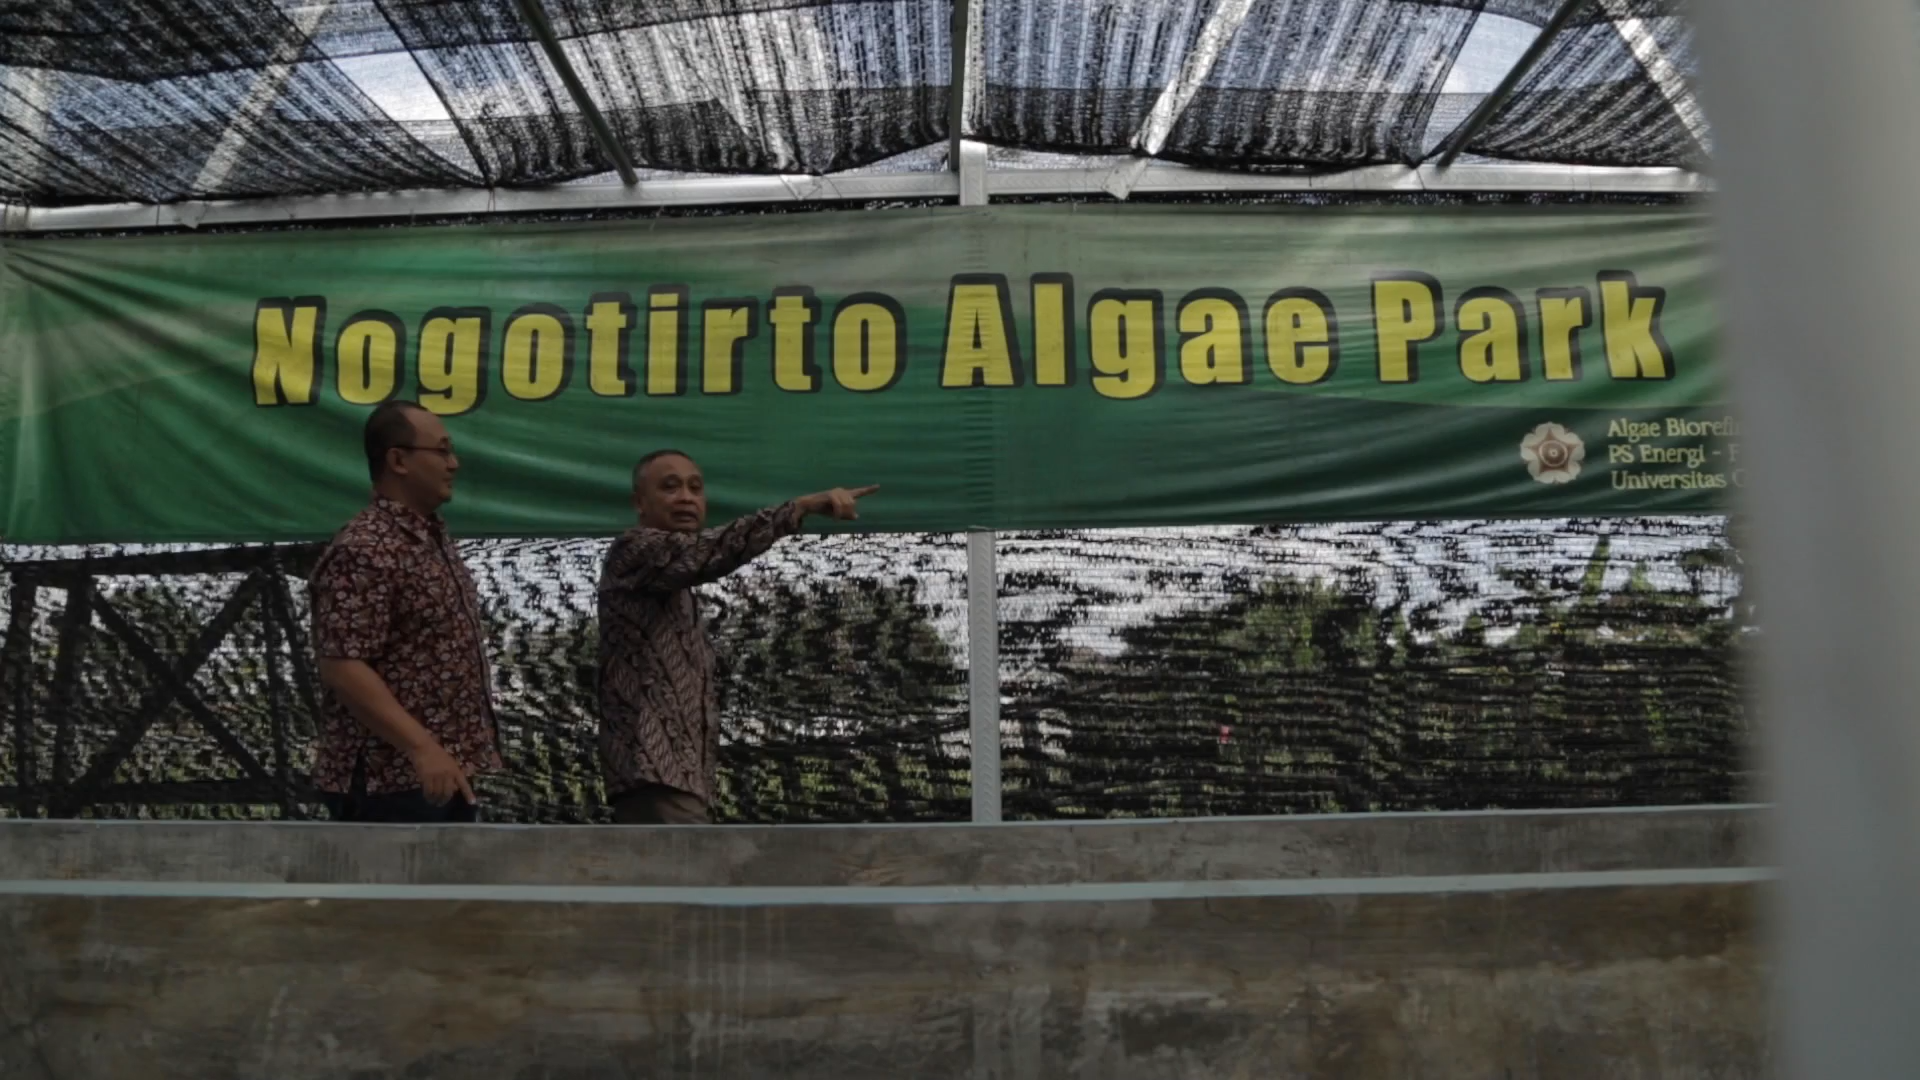 Nogotirto Algae Park
Algae Biorefi
PS Energi -
Universitas